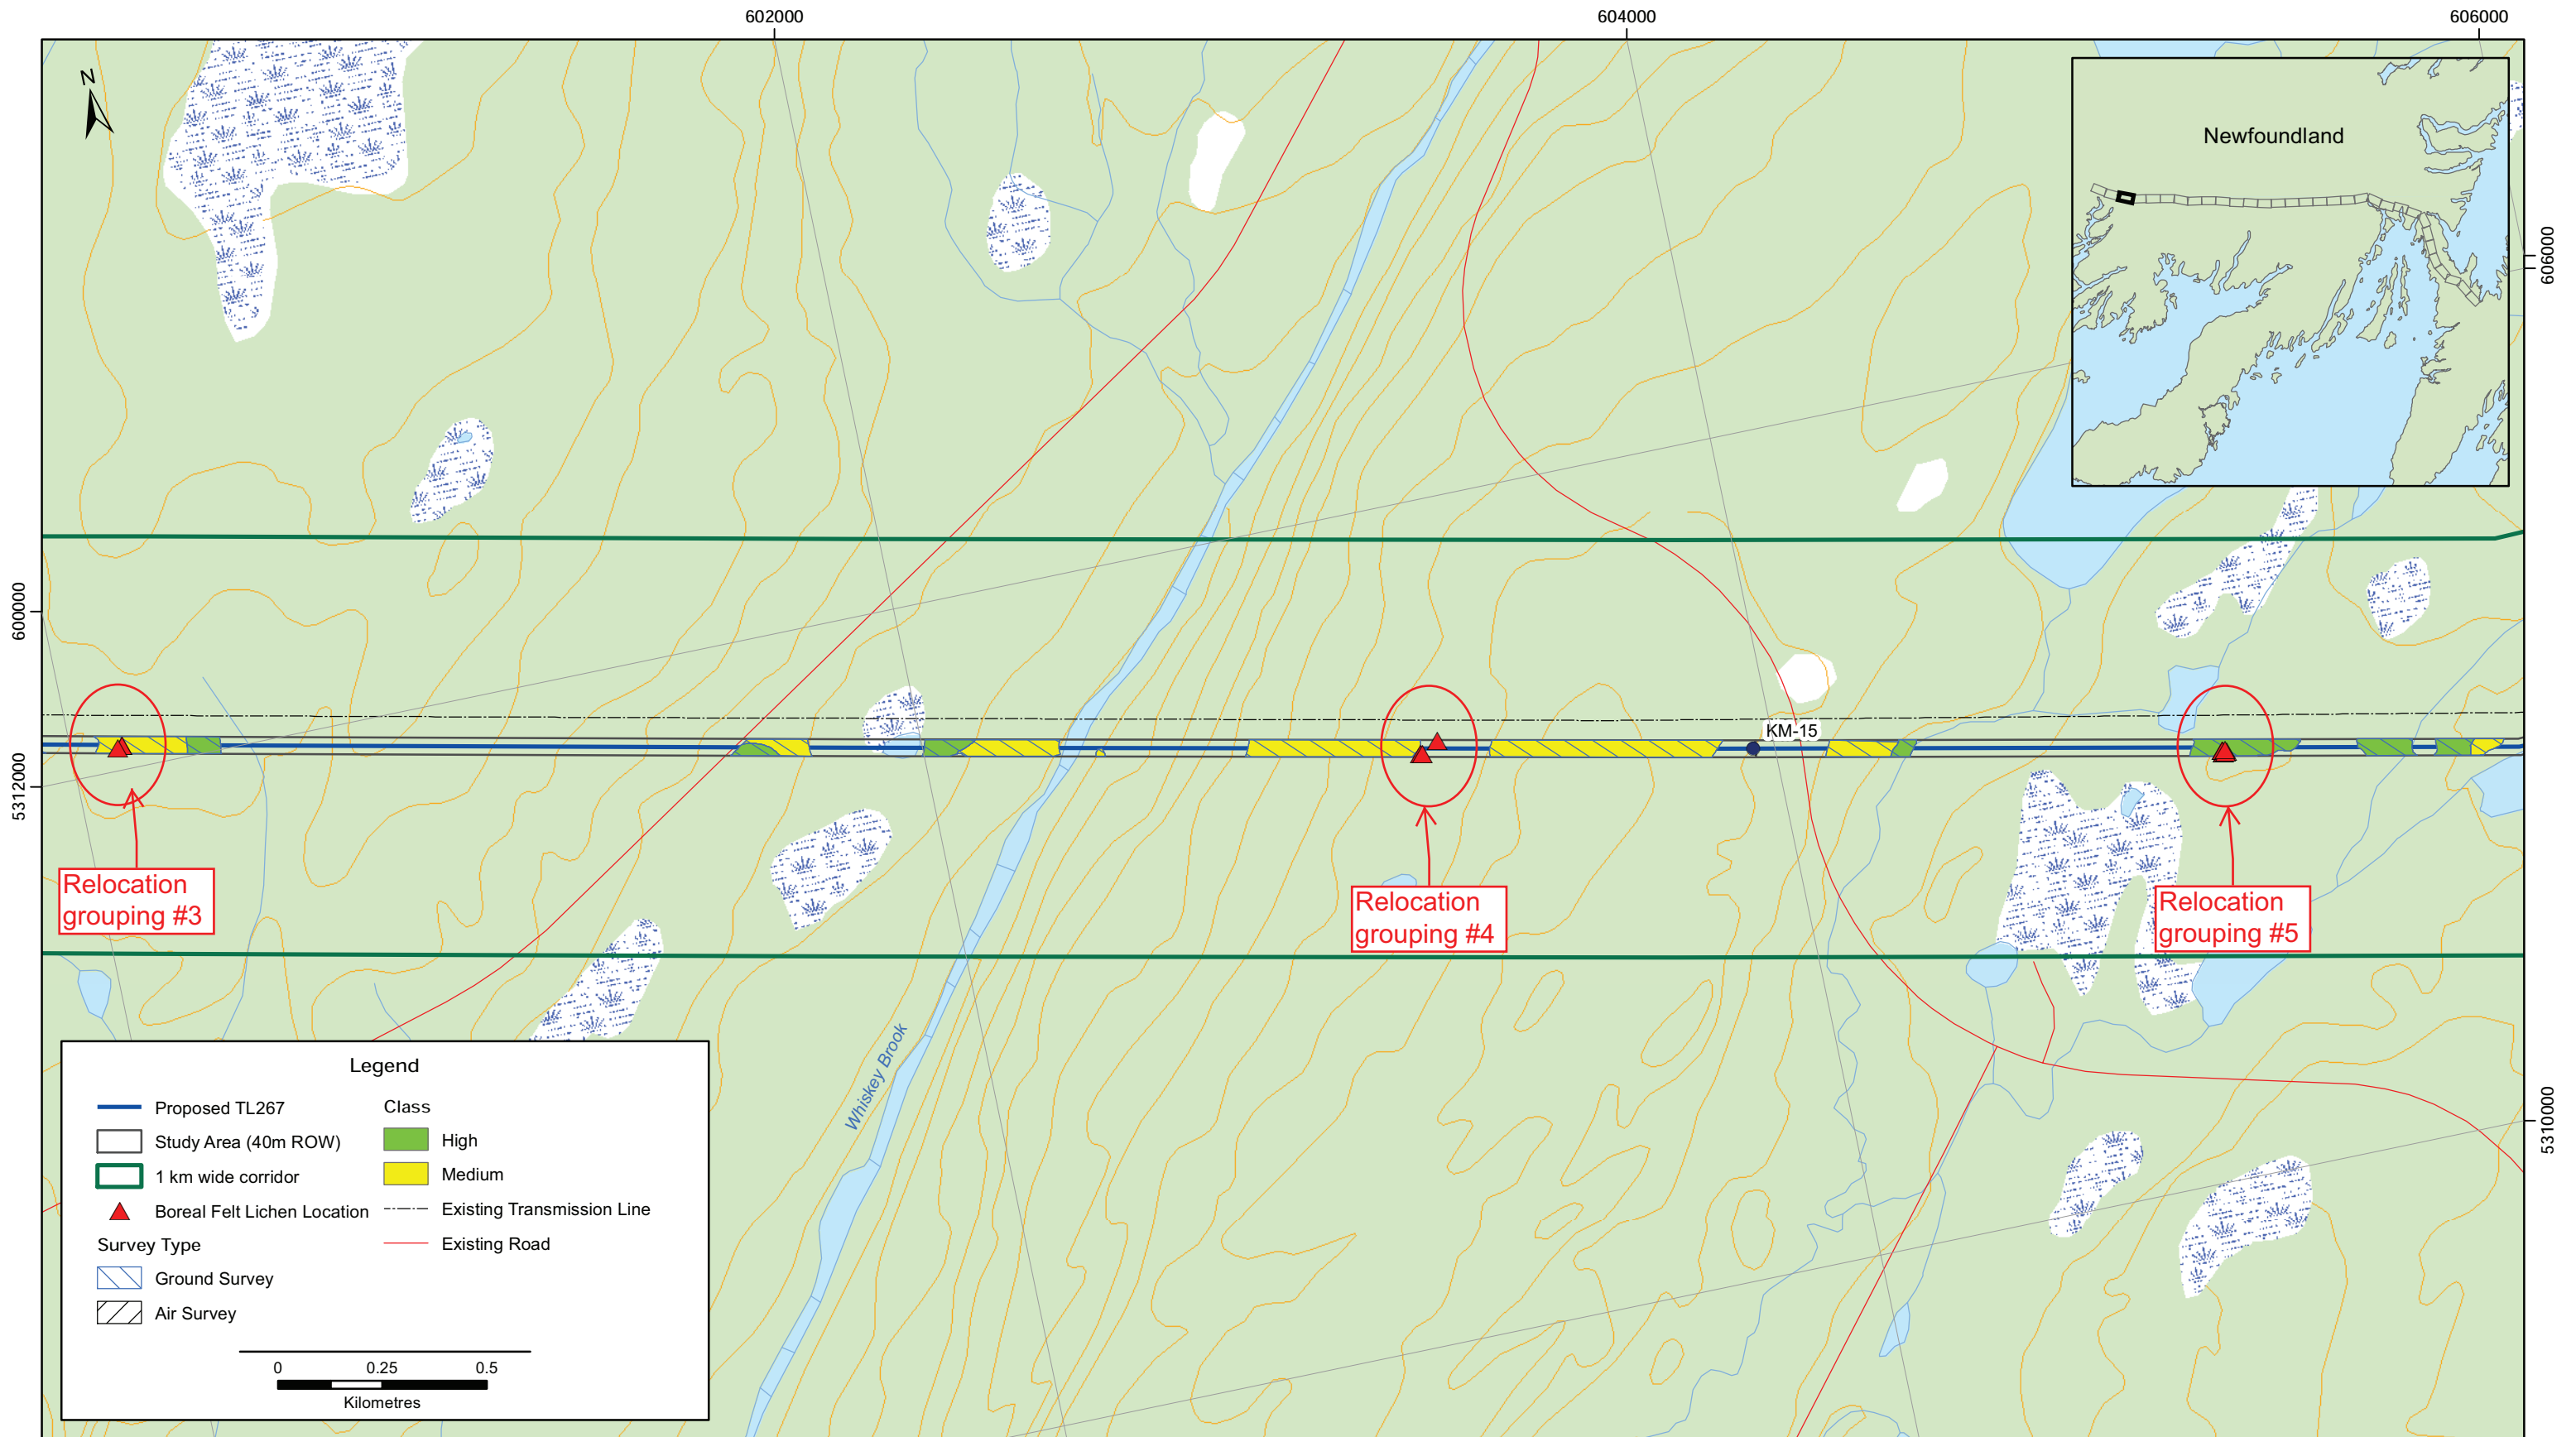 602000
604000
606000
N
Newfoundland
606000
600000
5312000
KM-15
Relocation
grouping #3
Relocation
grouping #4
Relocation
grouping #5
Whiskey Brook
5310000
Legend
Proposed TL267
Study Area (40m ROW)
1 km wide corridor
Boreal Felt Lichen Location
Survey Type
Ground Survey
Air Survey
Class
High
Medium
Existing Transmission Line
Existing Road
0 0.25 0.5
Kilometres